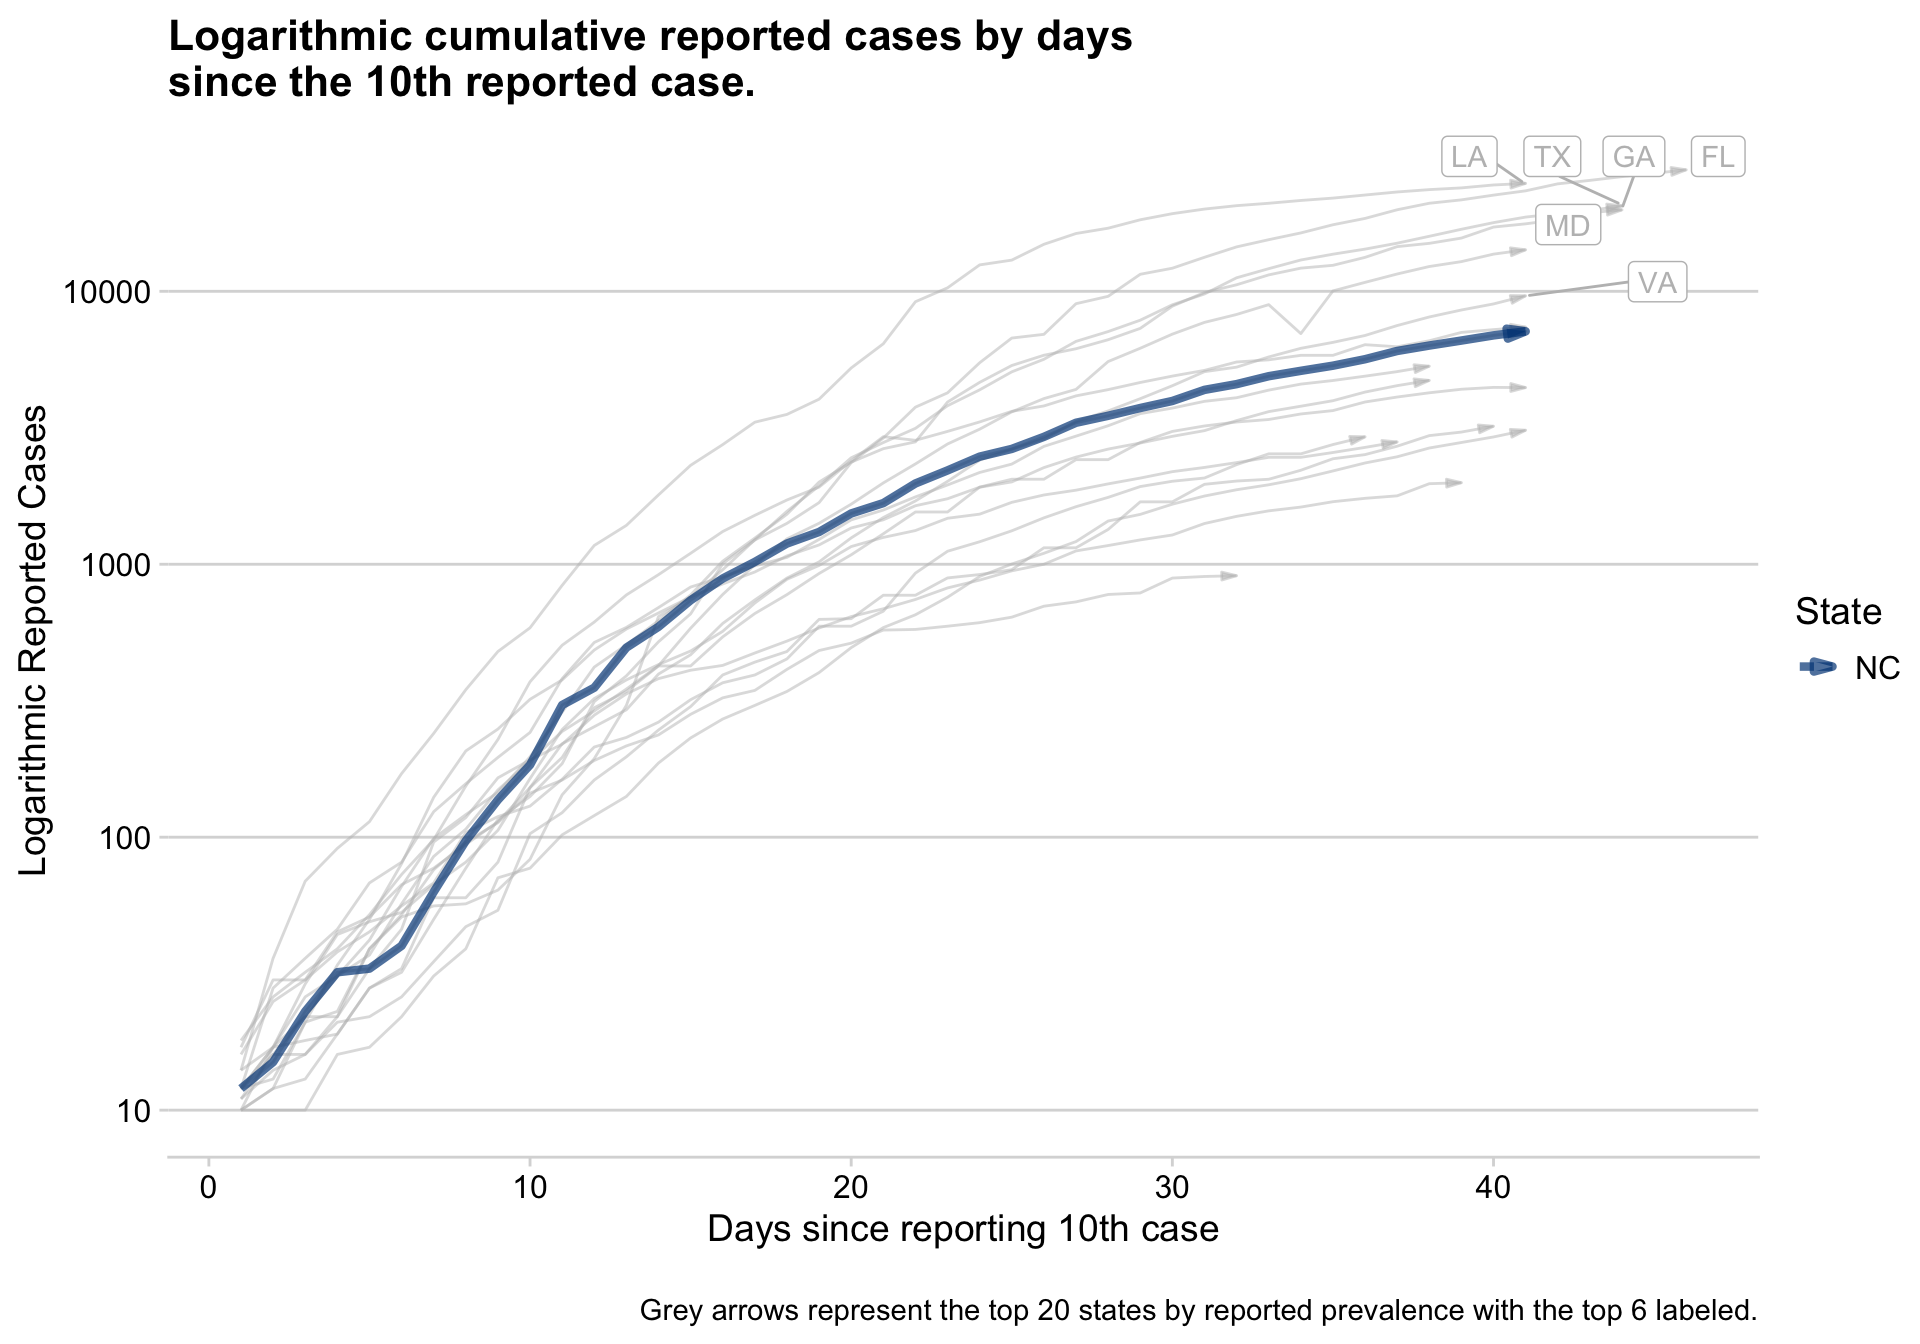 Logarithmic cumulative reported cases by days
since the 10th reported case.
LA
TX
GA
FL
MD
VA
10000
1000
100
10
Logarithmic Reported Cases
State
NC
0
10
20
30
40
Days since reporting 10th case
Grey arrows represent the top 20 states by reported prevalence with the top 6 labeled.